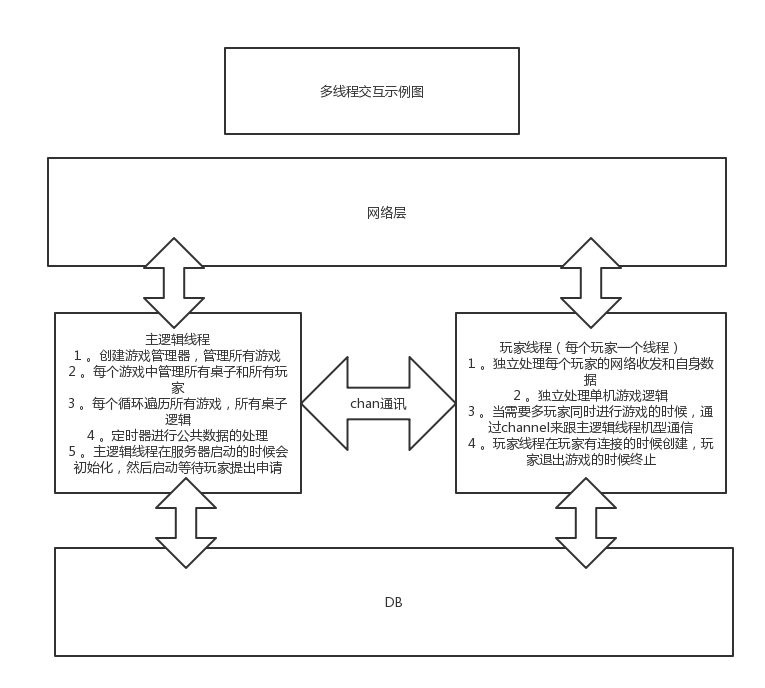 多线程交互示例图
网络层
主逻辑线程
1 。创建游戏管理器，管理所有游戏
2 。每个游戏中管理所有桌子和所有玩
家
3 。每个循环遍历所有游戏，所有桌子
逻辑
4 。定时器进行公共数据的处理
5 。主逻辑线程在服务器启动的时候会
初始化，然后启动等待玩家提出申请
chan通讯
玩家线程（每个玩家一个线程）
1 。独立处理每个玩家的网络收发和自身数
据
2 。独立处理单机游戏逻辑
3 。当需要多玩家同时进行游戏的时候，通
过channel来跟主逻辑线程机型通信
4 。玩家线程在玩家有连接的时候创建，玩
家退出游戏的时候终止
DB